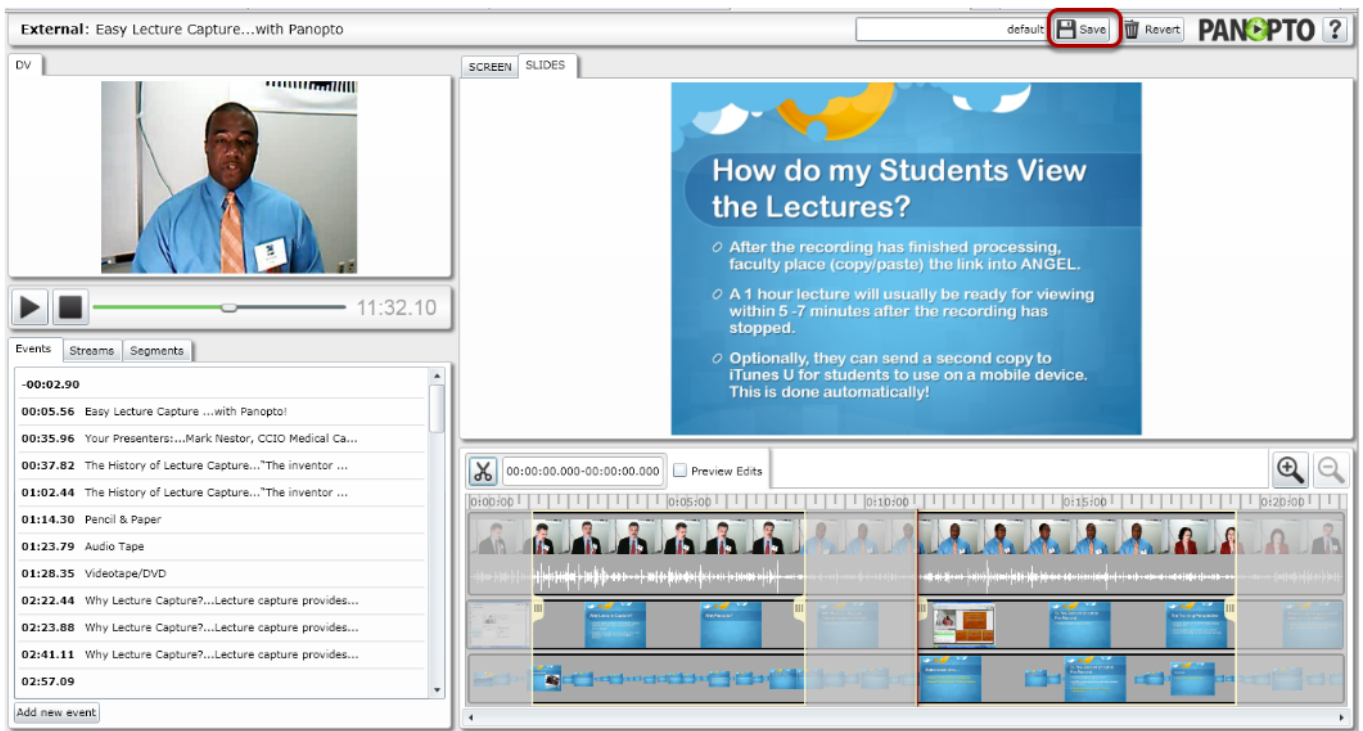 External: Easy Lecture Capture...with Panopto
default
Save
Revert
PANOPTO
?
DV
SCREEN
SLIDES
How do my Students View
the Lectures?
After the recording has finished processing,
faculty place (copy/paste) the link into ANGEL.
A 1 hour lecture will usually be ready for viewing
within 5 -7 minutes after the recording has
stopped.
Optionally, they can send a second copy to
iTunes U for students to use on a mobile device.
This is done automatically!
11:32.10
Events
Streams
Segments
-00:02.90
00:05.56 Easy Lecture Capture ...with Panopto!
00:35.96 Your Presenters:...Mark Nestor, CCIO Medical Ca...
00:37.82 The History of Lecture Capture..."The inventor ...
01:02.44 The History of Lecture Capture..."The inventor ...
01:14.30 Pencil & Paper
01:23.79 Audio Tape
01:28.35 Videotape/DVD
02:22.44 Why Lecture Capture?...Lecture capture provides...
02:23.88 Why Lecture Capture?...Lecture capture provides...
02:41.11 Why Lecture Capture?...Lecture capture provides...
02:57.09
Add new event
00:00:00.000-00:00:00.000
Preview Edits
0:00:00
0:05:00
0:10:00
0:15:00
0:20:00